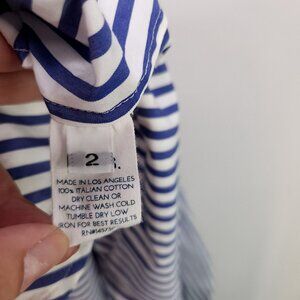 2
MADE IN LOS ANGELES
100% ITALIAN COTTON
DRY CLEAN OR
MACHINE WASH COLD
TUMBLE DRY LOW
IRON FOR BEST RESULTS